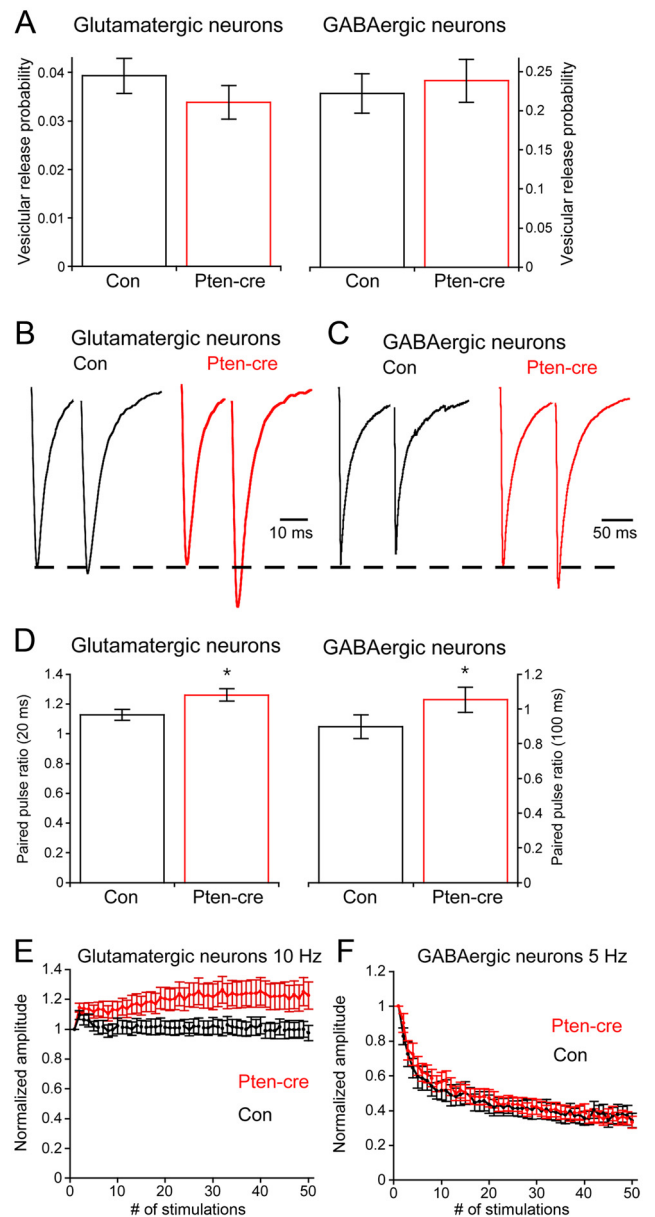 A
Glutamatergic neurons
GABAergic neurons
Vesicular release probability
0.04
0.03
0.02
0.01
0
Con
Pten-cre
Con
Pten-cre
0.25
0.2
0.15
0.1
0.05
0
Vesicular release probability
B
Glutamatergic neurons
Con
Pten-cre
10 ms
C
GABAergic neurons
Con
Pten-cre
50 ms
D
Glutamatergic neurons
GABAergic neurons
Paired pulse ratio (20 ms)
1.4
1.2
1
0.8
0.6
0.4
0.2
0
*
Con
Pten-cre
*
Con
Pten-cre
1.2
1
0.8
0.6
0.4
0.2
0
Paired pulse ratio (100 ms)
E
Glutamatergic neurons 10 Hz
Normalized amplitude
1.4
1.2
1
0.8
0.6
0.4
0.2
0
Pten-cre
Con
0
10
20
30
40
50
# of stimulations
F
GABAergic neurons 5 Hz
Normalized amplitude
1.2
1
0.8
0.6
0.4
0.2
0
Pten-cre
Con
0
10
20
30
40
50
# of stimulations